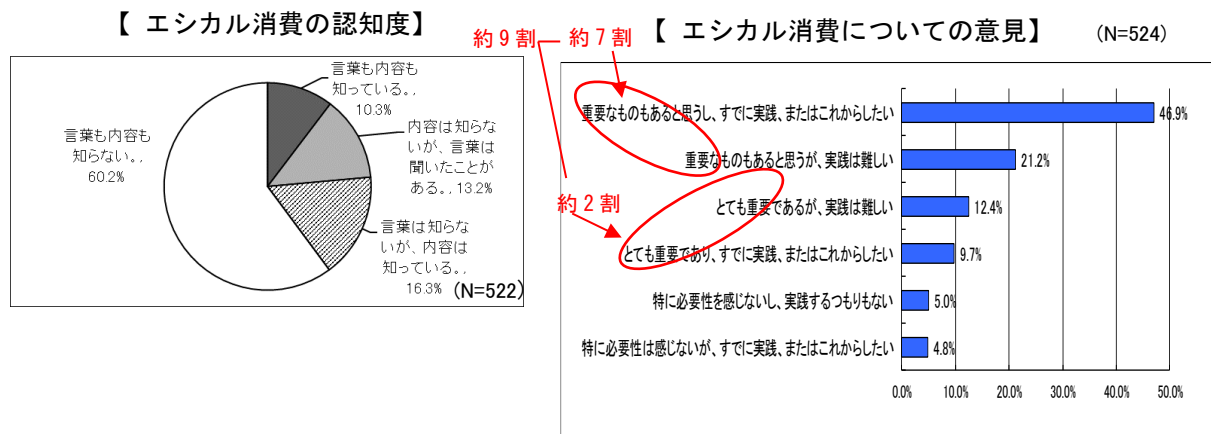 【 エシカル消費の認知度】
言葉も内容も
知っている。,
10.3%
内容は知らな
いが、言葉は
聞いたことが
ある。, 13.2%
言葉は知らな
いが、内容は
知っている。,
16.3%
(N=522)
言葉も内容も
知らない。,
60.2%
【 エシカル消費についての意見】
(N=524)
約9割
約7割
約2割
重要なものもあると思うし、すでに実践、またはこれからしたい
46.9%
重要なものもあると思うが、実践は難しい
21.2%
とても重要であるが、実践は難しい
12.4%
とても重要であり、すでに実践、またはこれからしたい
9.7%
特に必要性を感じないし、実践するつもりもない
5.0%
特に必要性は感じないが、すでに実践、またはこれからしたい
4.8%
0.0% 10.0% 20.0% 30.0% 40.0% 50.0%